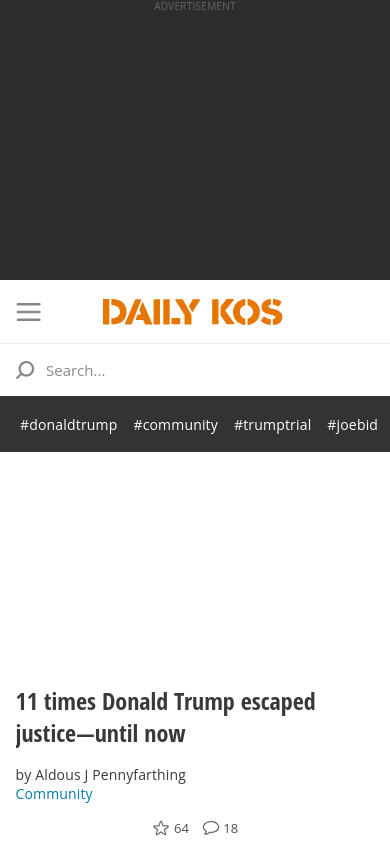 ADVERTISEMENT
DAILY KOS
Search...
#donaldtrump #community #trumptrial #joebid
11 times Donald Trump escaped
justice—until now
by Aldous J Pennyfarthing
Community
64 18